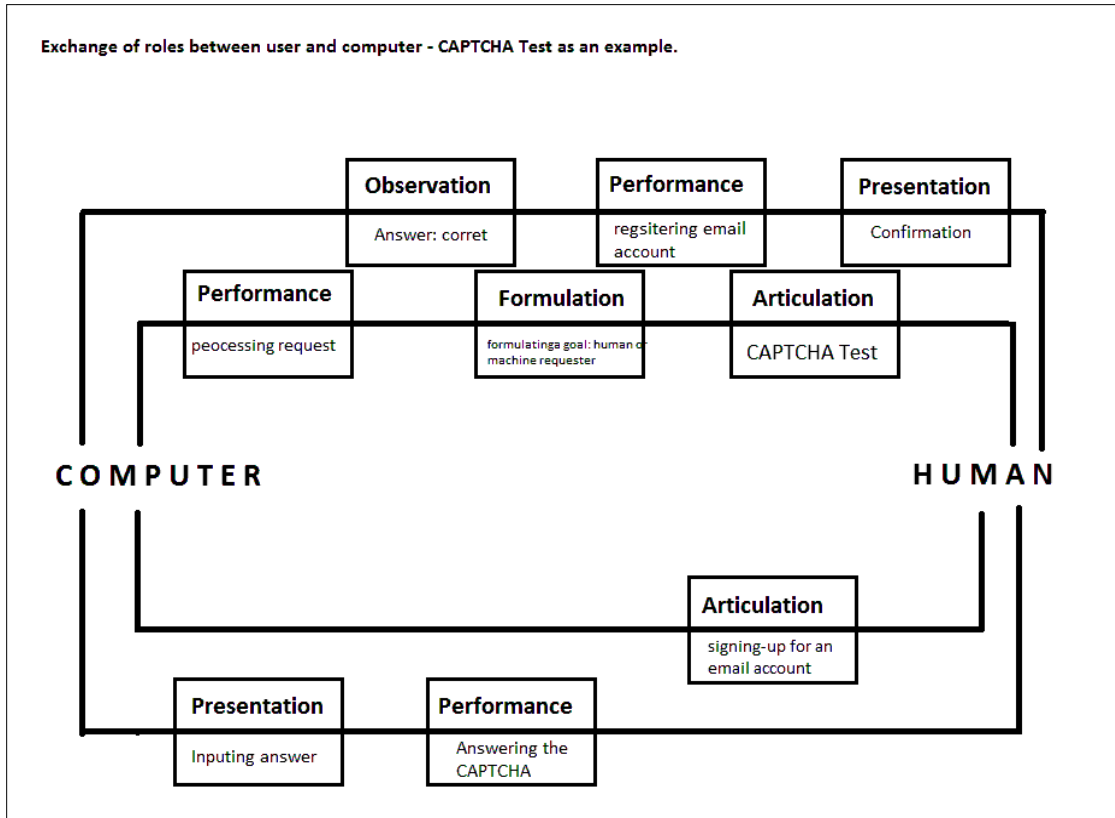 Exchange of roles between user and computer - CAPTCHA Test as an example.
Observation
Answer: corret
Performance
regsitering email
account
Presentation
Confirmation
Performance
peocessing request
Formulation
formulatinga goal: human or
machine requester
Articulation
CAPTCHA Test
COMPUTER
HUMAN
Articulation
signing-up for an
email account
Presentation
Inputing answer
Performance
Answering the
CAPTCHA